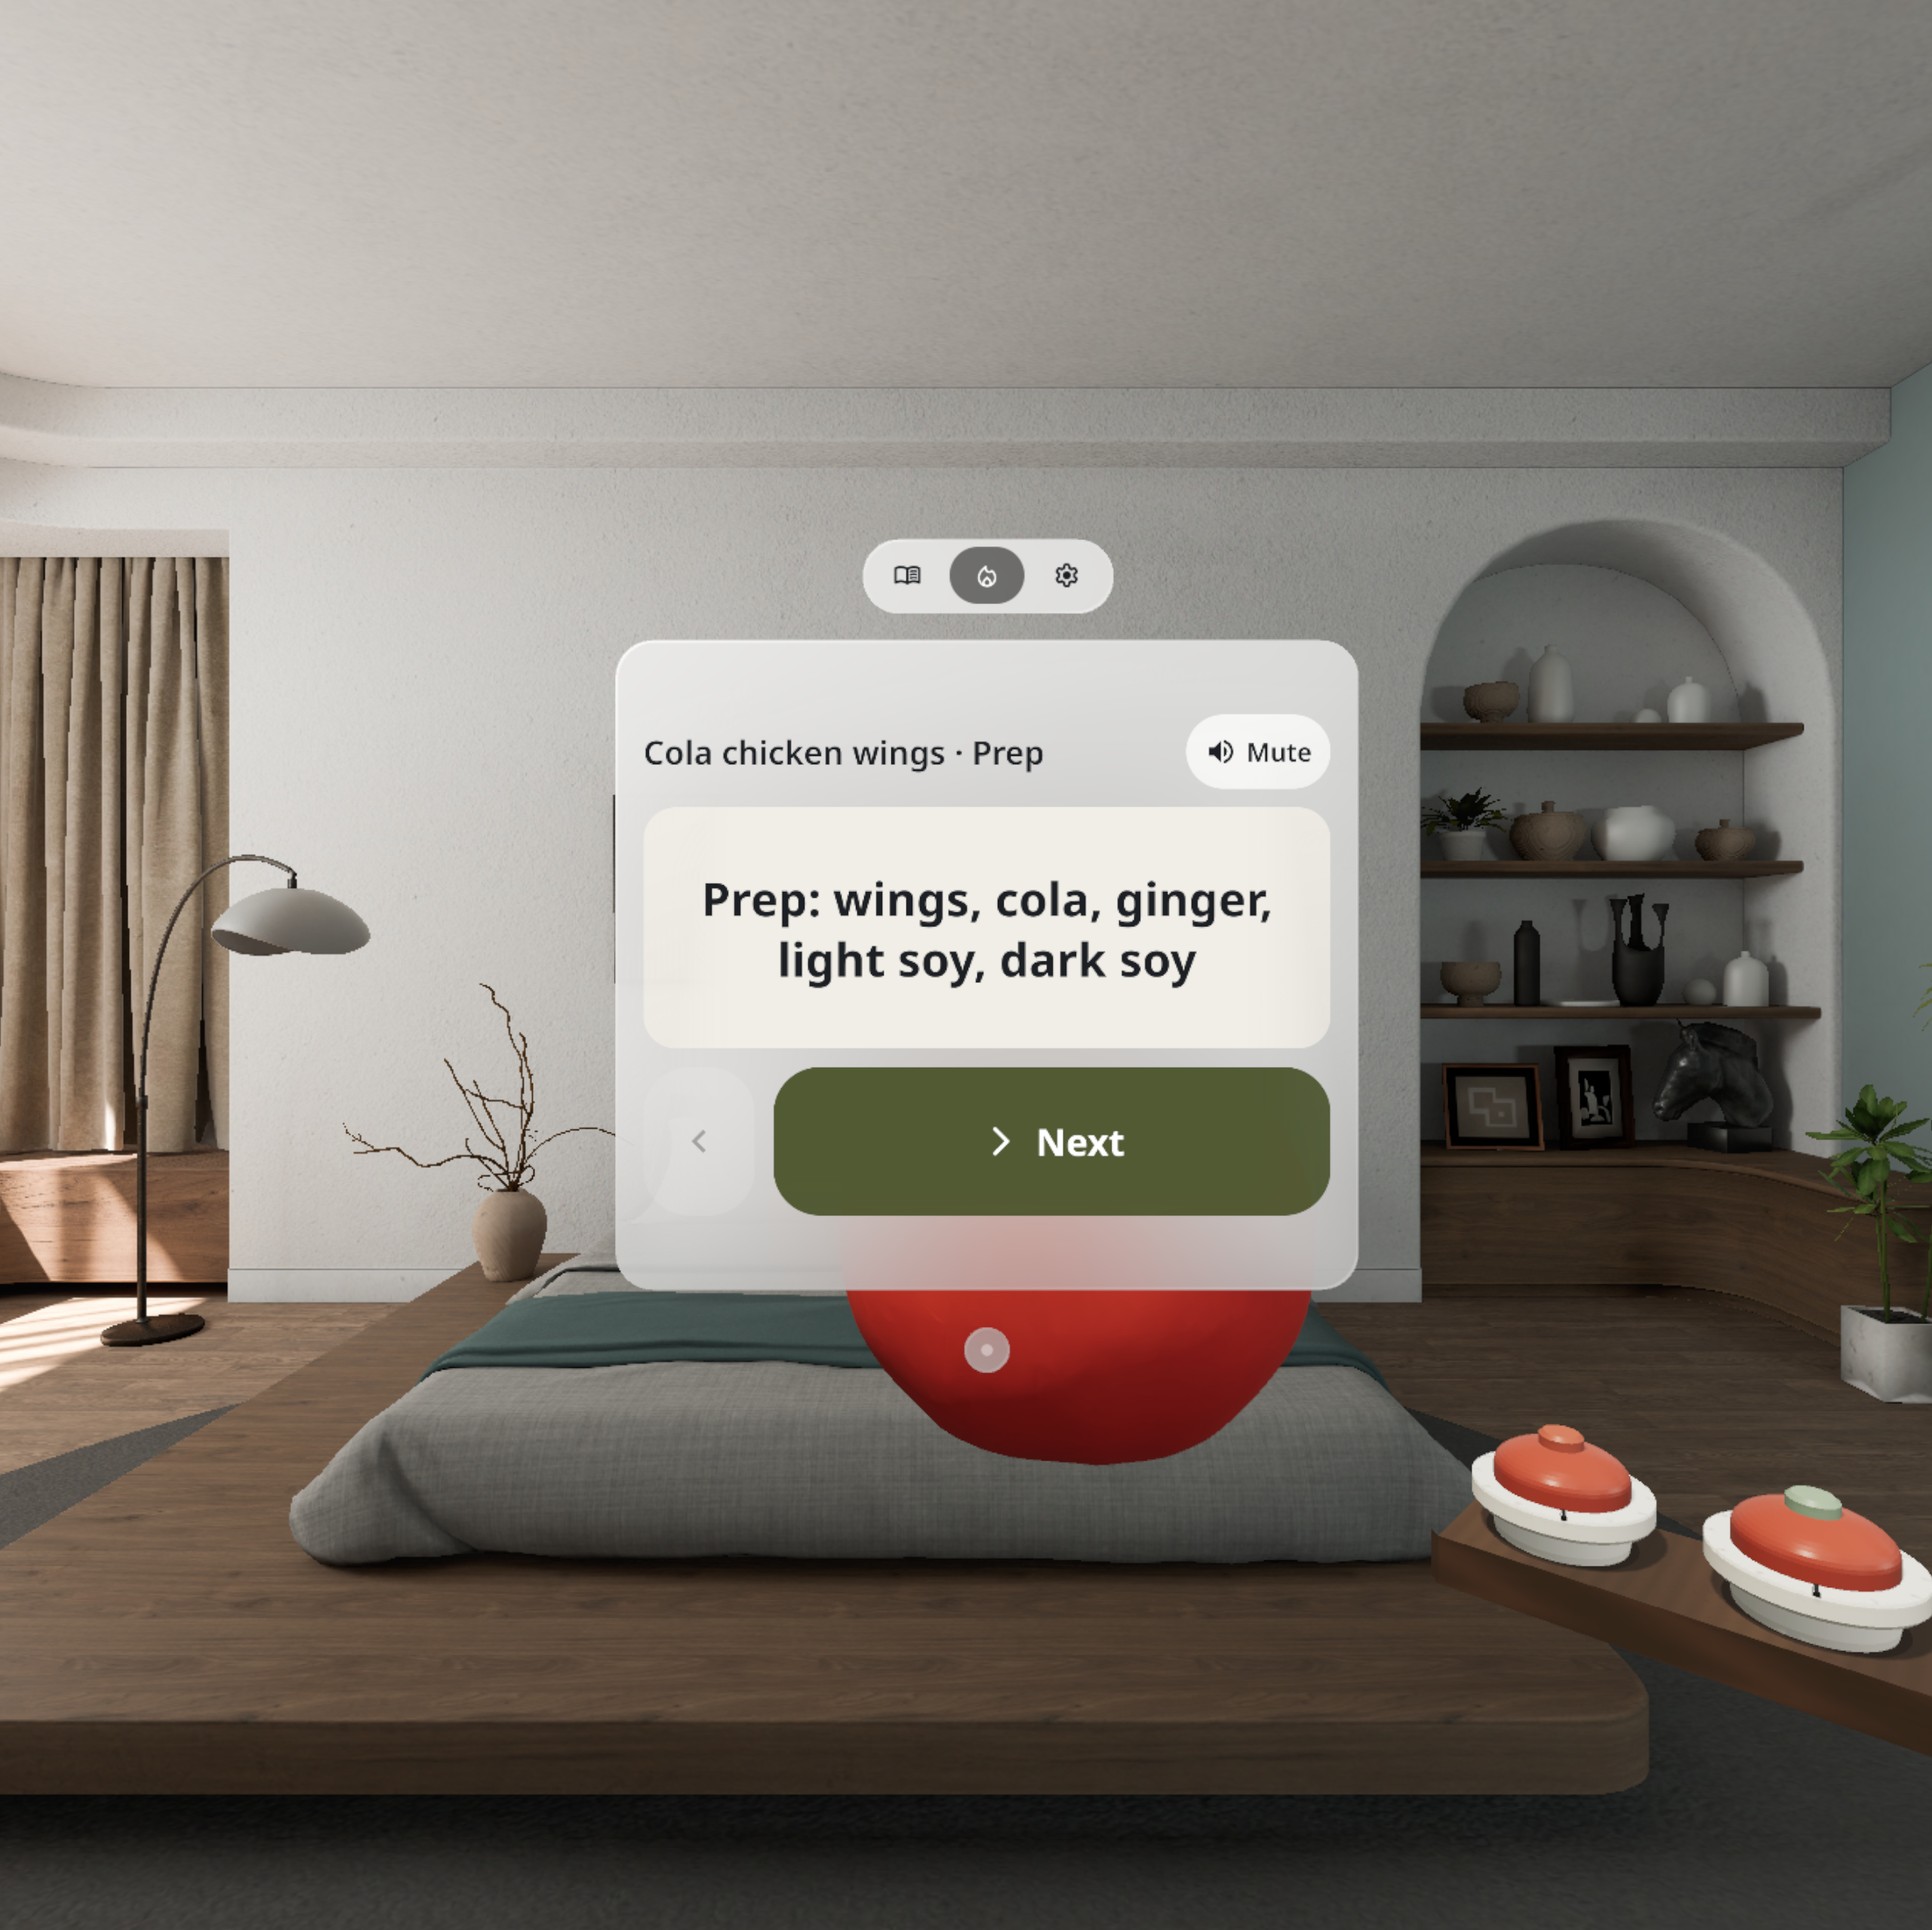 Cola chicken wings · Prep
Mute
Prep: wings, cola, ginger,
light soy, dark soy
Next